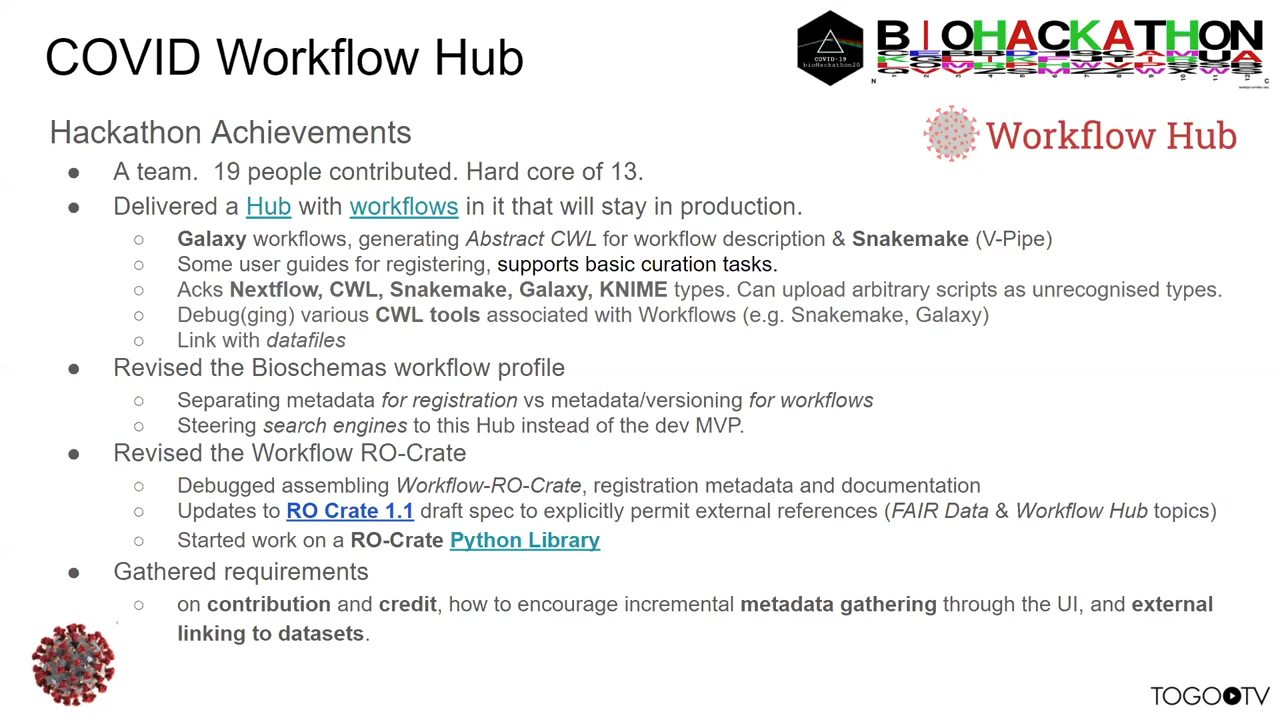 COVID Workflow Hub
COVID-19
bioHackathon20
BIOHACKATHON
Workflow Hub
Hackathon Achievements
● A team. 19 people contributed. Hard core of 13.
● Delivered a Hub with workflows in it that will stay in production.
○ Galaxy workflows, generating Abstract CWL for workflow description & Snakemake (V-Pipe)
○ Some user guides for registering, supports basic curation tasks.
○ Acks Nextflow, CWL, Snakemake, Galaxy, KNIME types. Can upload arbitrary scripts as unrecognised types.
○ Debug(ging) various CWL tools associated with Workflows (e.g. Snakemake, Galaxy)
○ Link with datafiles
● Revised the Bioschemas workflow profile
○ Separating metadata for registration vs metadata/versioning for workflows
○ Steering search engines to this Hub instead of the dev MVP.
● Revised the Workflow RO-Crate
○ Debugged assembling Workflow-RO-Crate, registration metadata and documentation
○ Updates to RO Crate 1.1 draft spec to explicitly permit external references (FAIR Data & Workflow Hub topics)
○ Started work on a RO-Crate Python Library
● Gathered requirements
○ on contribution and credit, how to encourage incremental metadata gathering through the UI, and external
linking to datasets.
TOGOTV